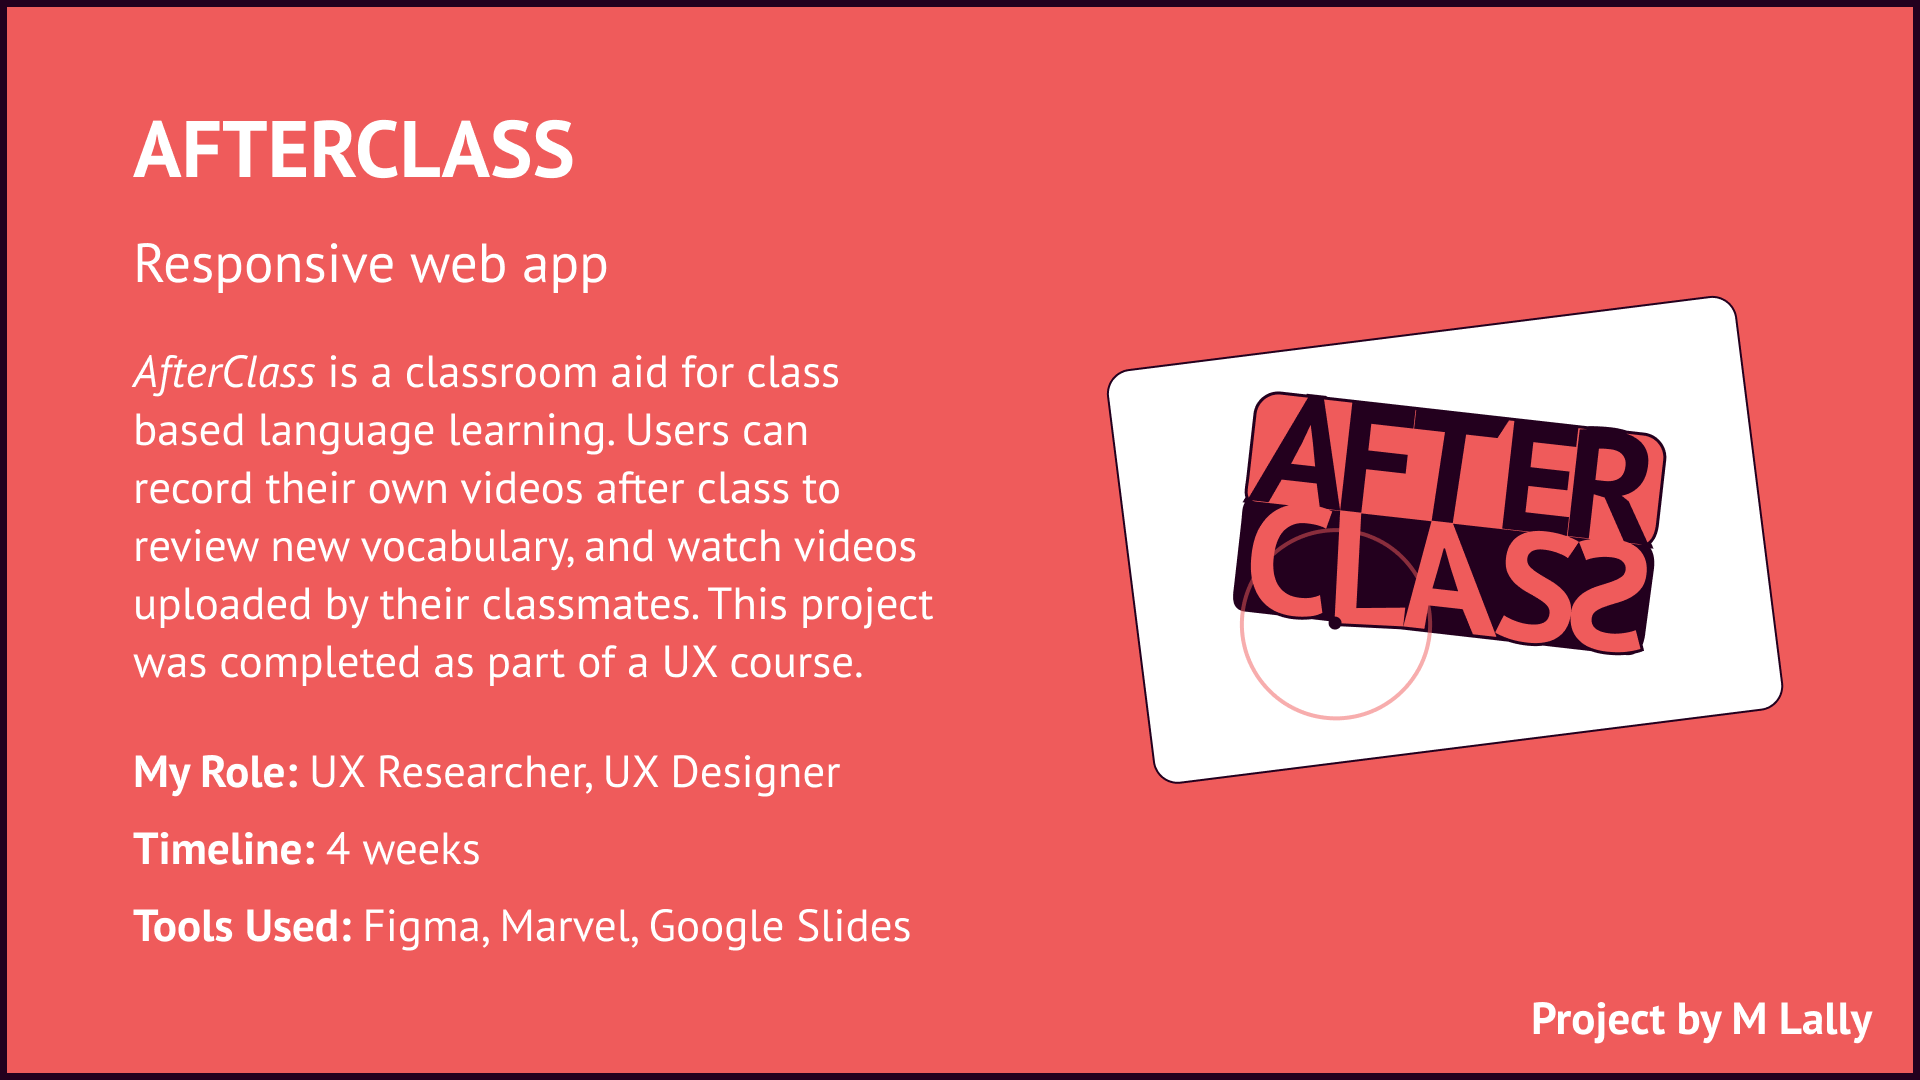 AFTERCLASS
Responsive web app
AfterClass is a classroom aid for class
based language learning. Users can
record their own videos after class to
review new vocabulary, and watch videos
uploaded by their classmates. This project
was completed as part of a UX course.
My Role: UX Researcher, UX Designer
Timeline: 4 weeks
Tools Used: Figma, Marvel, Google Slides
AFTER
CLASS
Project by M Lally